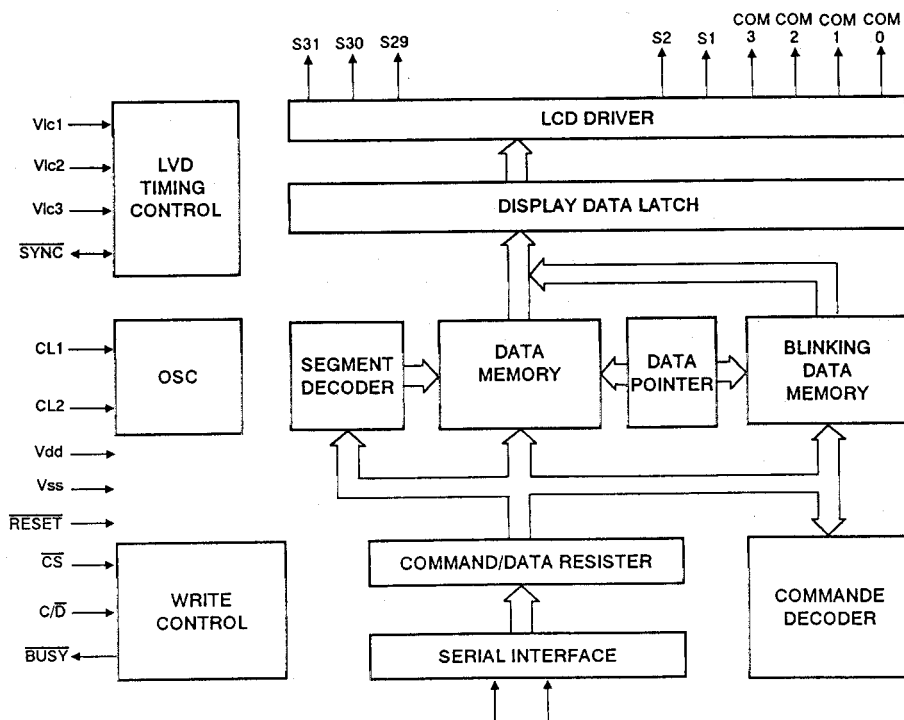 S31 S30 S29 S2 S1 COM 3 COM 2 COM 1 COM 0
LCD DRIVER
Vlc1
Vlc2
Vlc3
SYNC
LVD
TIMING
CONTROL
DISPLAY DATA LATCH
CL1
CL2
OSC
SEGMENT
DECODER
DATA
MEMORY
DATA
POINTER
BLINKING
DATA
MEMORY
Vdd
Vss
RESET
CS
C/D
BUSY
WRITE
CONTROL
COMMAND/DATA RESISTER
COMMANDE
DECODER
SERIAL INTERFACE